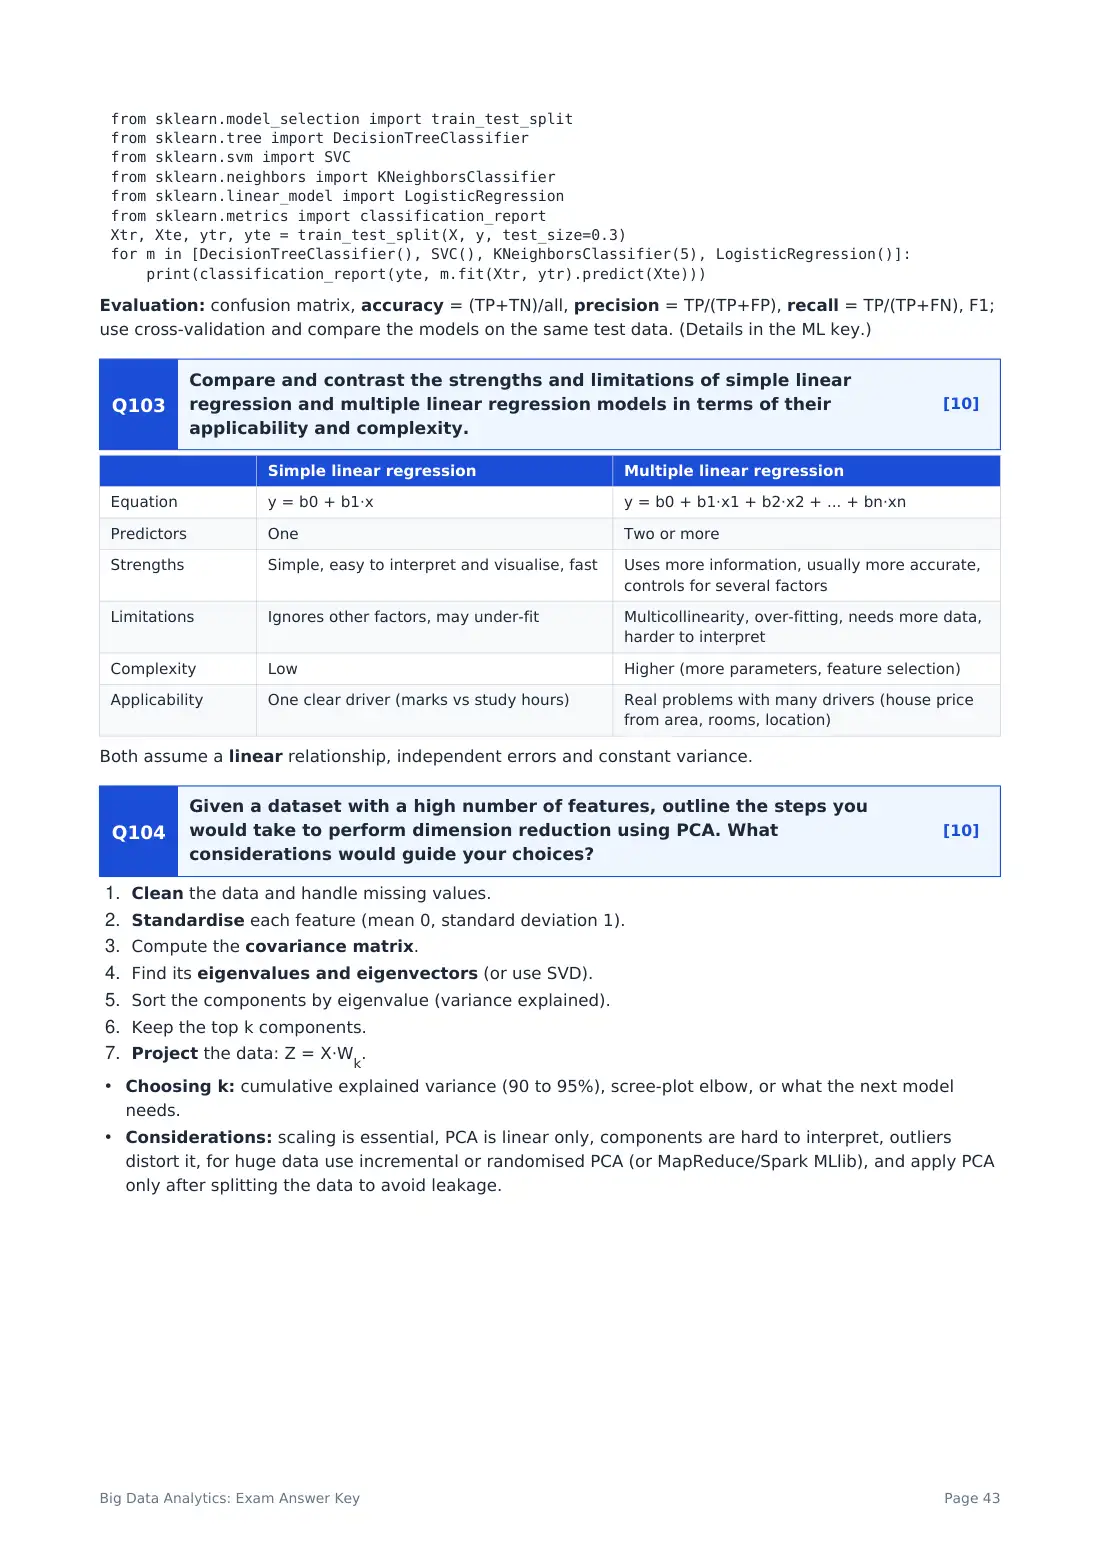 from sklearn.model_selection import train_test_split
from sklearn.tree import DecisionTreeClassifier
from sklearn.svm import SVC
from sklearn.neighbors import KNeighborsClassifier
from sklearn.linear_model import LogisticRegression
from sklearn.metrics import classification_report
Xtr, Xte, ytr, yte = train_test_split(X, y, test_size=0.3)
for m in [DecisionTreeClassifier(), SVC(), KNeighborsClassifier(5), LogisticRegression()]:
    print(classification_report(yte, m.fit(Xtr, ytr).predict(Xte)))
Evaluation: confusion matrix, accuracy = (TP+TN)/all, precision = TP/(TP+FP), recall = TP/(TP+FN), F1;
use cross-validation and compare the models on the same test data. (Details in the ML key.)
Q103
Compare and contrast the strengths and limitations of simple linear
regression and multiple linear regression models in terms of their
applicability and complexity.
[10]
Simple linear regression
Multiple linear regression
Equation
y = b0 + b1·x
y = b0 + b1·x1 + b2·x2 + ... + bn·xn
Predictors
One
Two or more
Strengths
Simple, easy to interpret and visualise, fast
Uses more information, usually more accurate,
controls for several factors
Limitations
Ignores other factors, may under-fit
Multicollinearity, over-fitting, needs more data,
harder to interpret
Complexity
Low
Higher (more parameters, feature selection)
Applicability
One clear driver (marks vs study hours)
Real problems with many drivers (house price
from area, rooms, location)
Both assume a linear relationship, independent errors and constant variance.
Q104
Given a dataset with a high number of features, outline the steps you
would take to perform dimension reduction using PCA. What
considerations would guide your choices?
[10]
1. Clean the data and handle missing values.
2. Standardise each feature (mean 0, standard deviation 1).
3. Compute the covariance matrix.
4. Find its eigenvalues and eigenvectors (or use SVD).
5. Sort the components by eigenvalue (variance explained).
6. Keep the top k components.
7. Project the data: Z = X·Wk.
• Choosing k: cumulative explained variance (90 to 95%), scree-plot elbow, or what the next model
needs.
• Considerations: scaling is essential, PCA is linear only, components are hard to interpret, outliers
distort it, for huge data use incremental or randomised PCA (or MapReduce/Spark MLlib), and apply PCA
only after splitting the data to avoid leakage.
Big Data Analytics: Exam Answer Key
Page 43